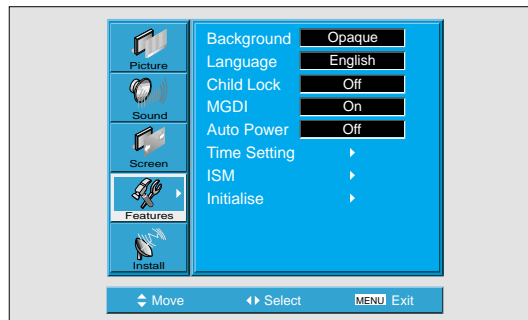 Picture
Sound
Screen
Features
Install
Background Opaque
Language English
Child Lock Off
MGDI On
Auto Power Off
Time Setting
ISM
Initialise
Move Select MENU Exit